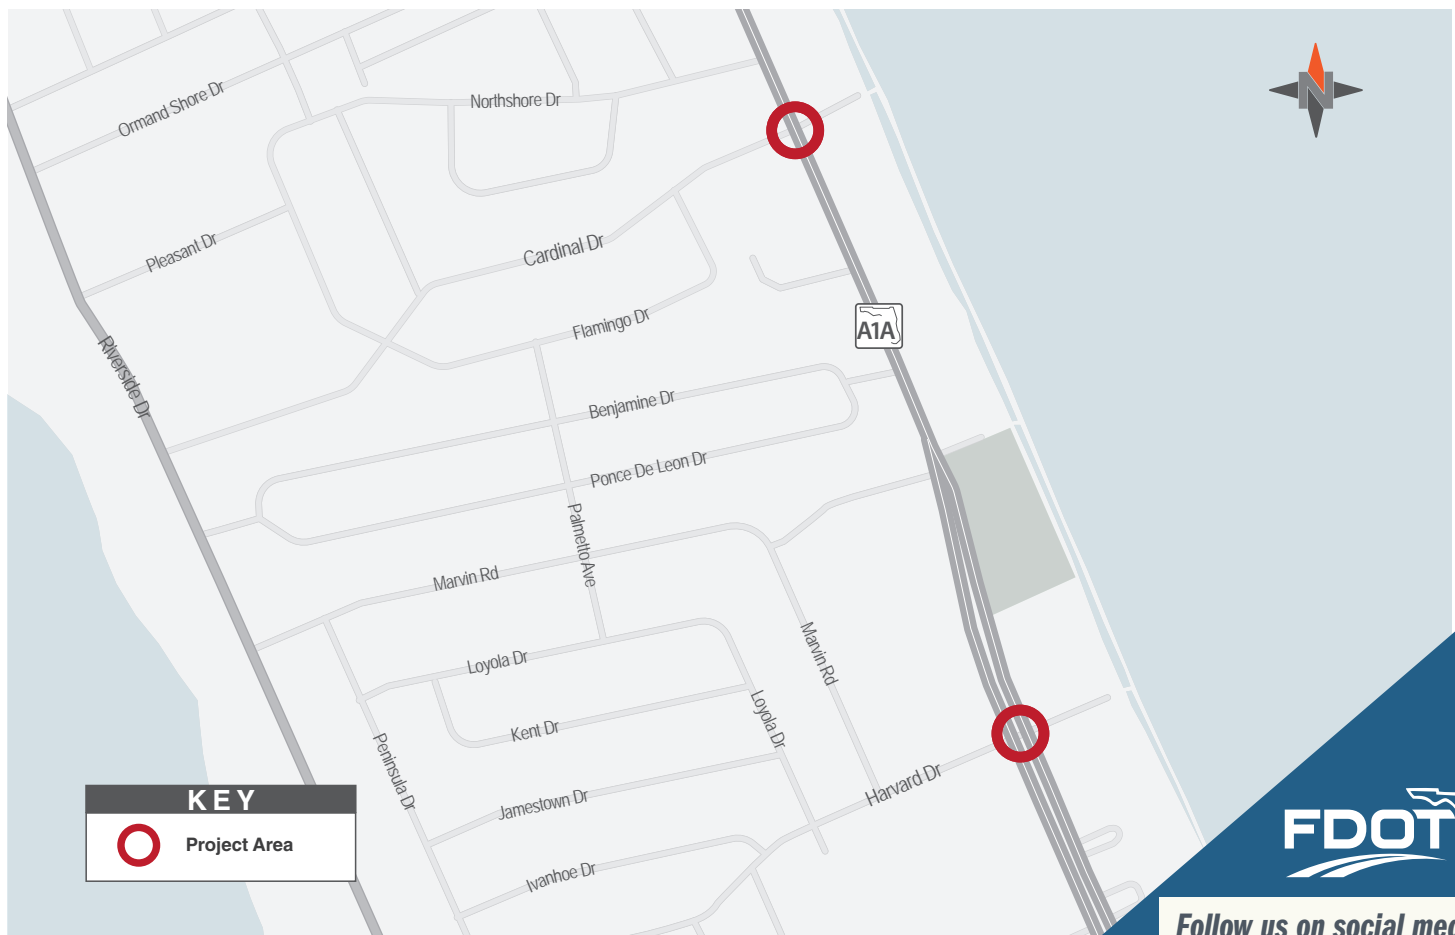 N
Ormand Shore Dr
Northshore Dr
Pleasant Dr
Cardinal Dr
Flamingo Dr
A1A
Riverside Dr
Benjamine Dr
Ponce De Leon Dr
Palmetto Ave
Marvin Rd
Marvin Rd
Loyola Dr
Loyola Dr
Kent Dr
Peninsula Dr
Harvard Dr
Jamestown Dr
Ivanhoe Dr
KEY
Project Area
FDOT
Follow us on social med